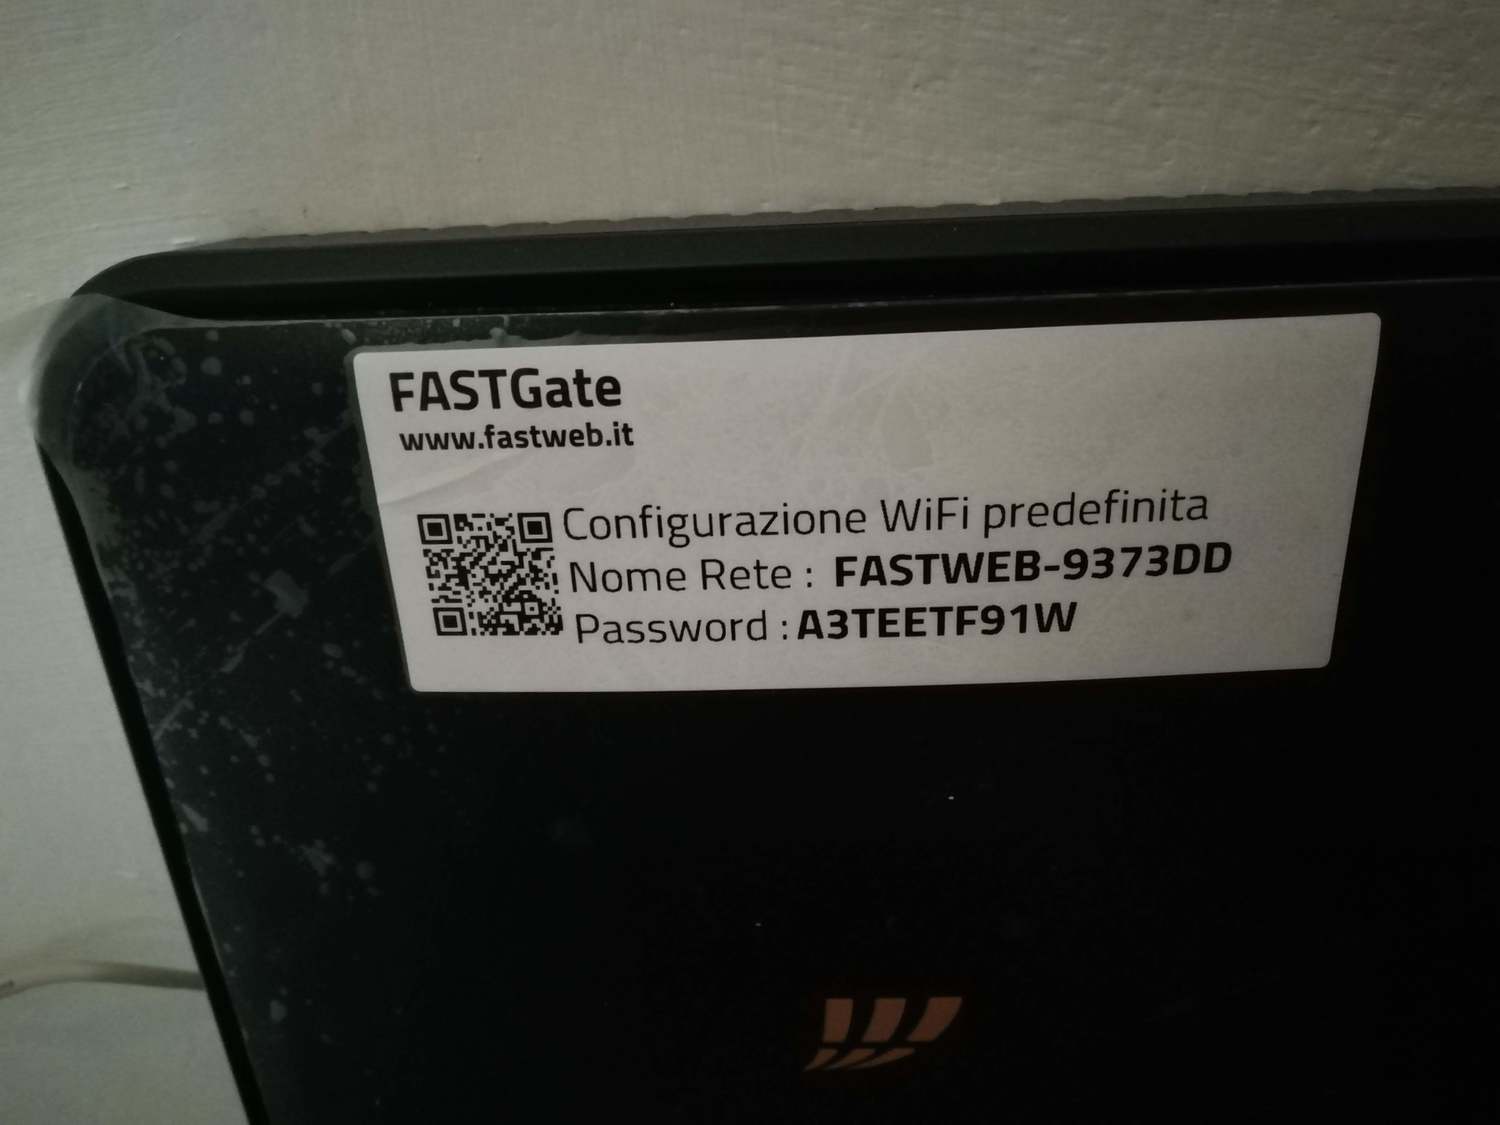 FASTGate
www.fastweb.it
Configurazione WiFi predefinita
Nome Rete : FASTWEB-9373DD
Password : A3TEETF91W